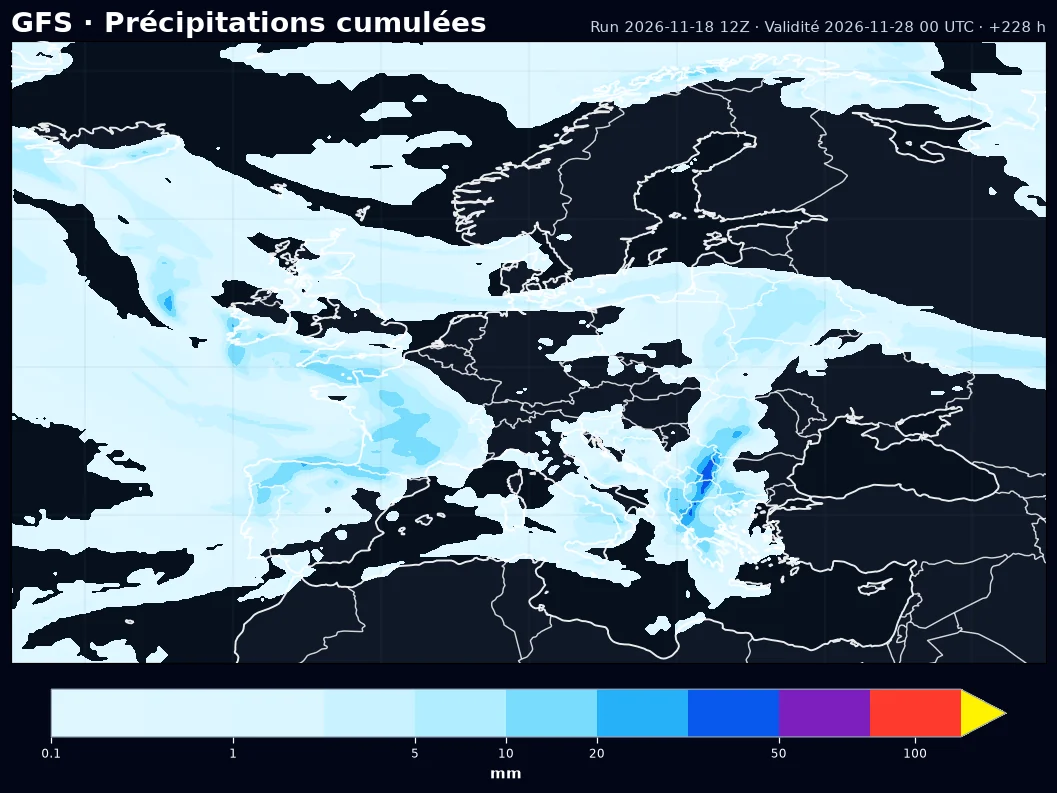 GFS · Précipitations cumulées
Run 2026-11-18 12Z · Validité 2026-11-28 00 UTC · +228 h
0.1 1 5 10 20 50 100
mm